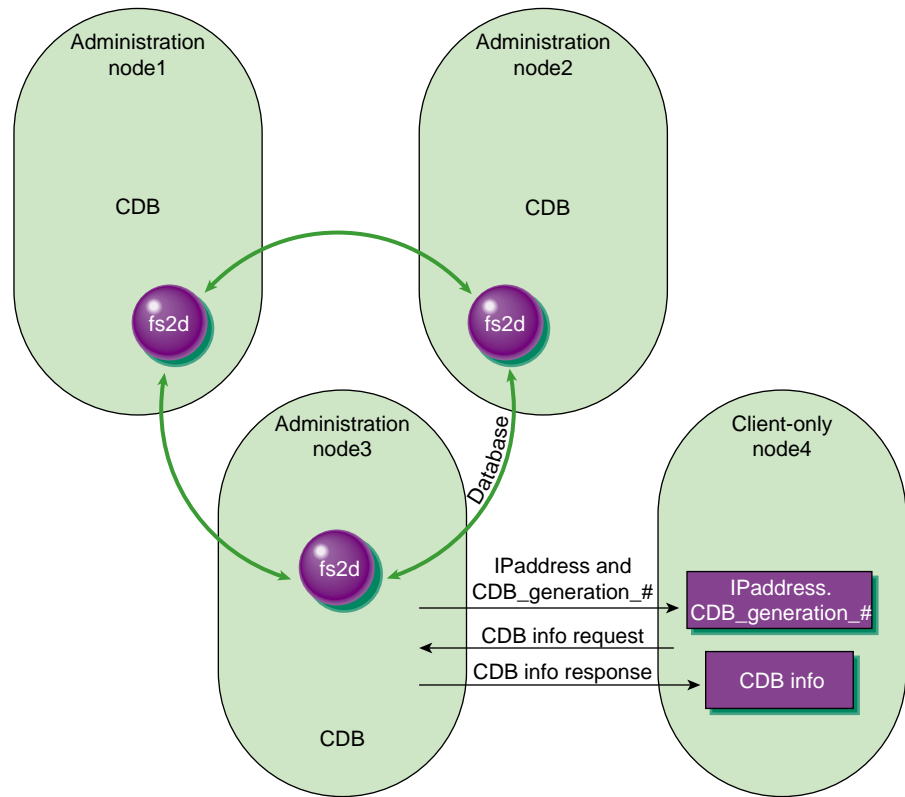 Administration
node1
Administration
node2
CDB
CDB
fs2d
fs2d
Administration
node3
Client-only
node4
Database
fs2d
IPaddress and
CDB_generation_#
IPaddress.
CDB_generation_#
CDB info request
CDB info response
CDB info
CDB